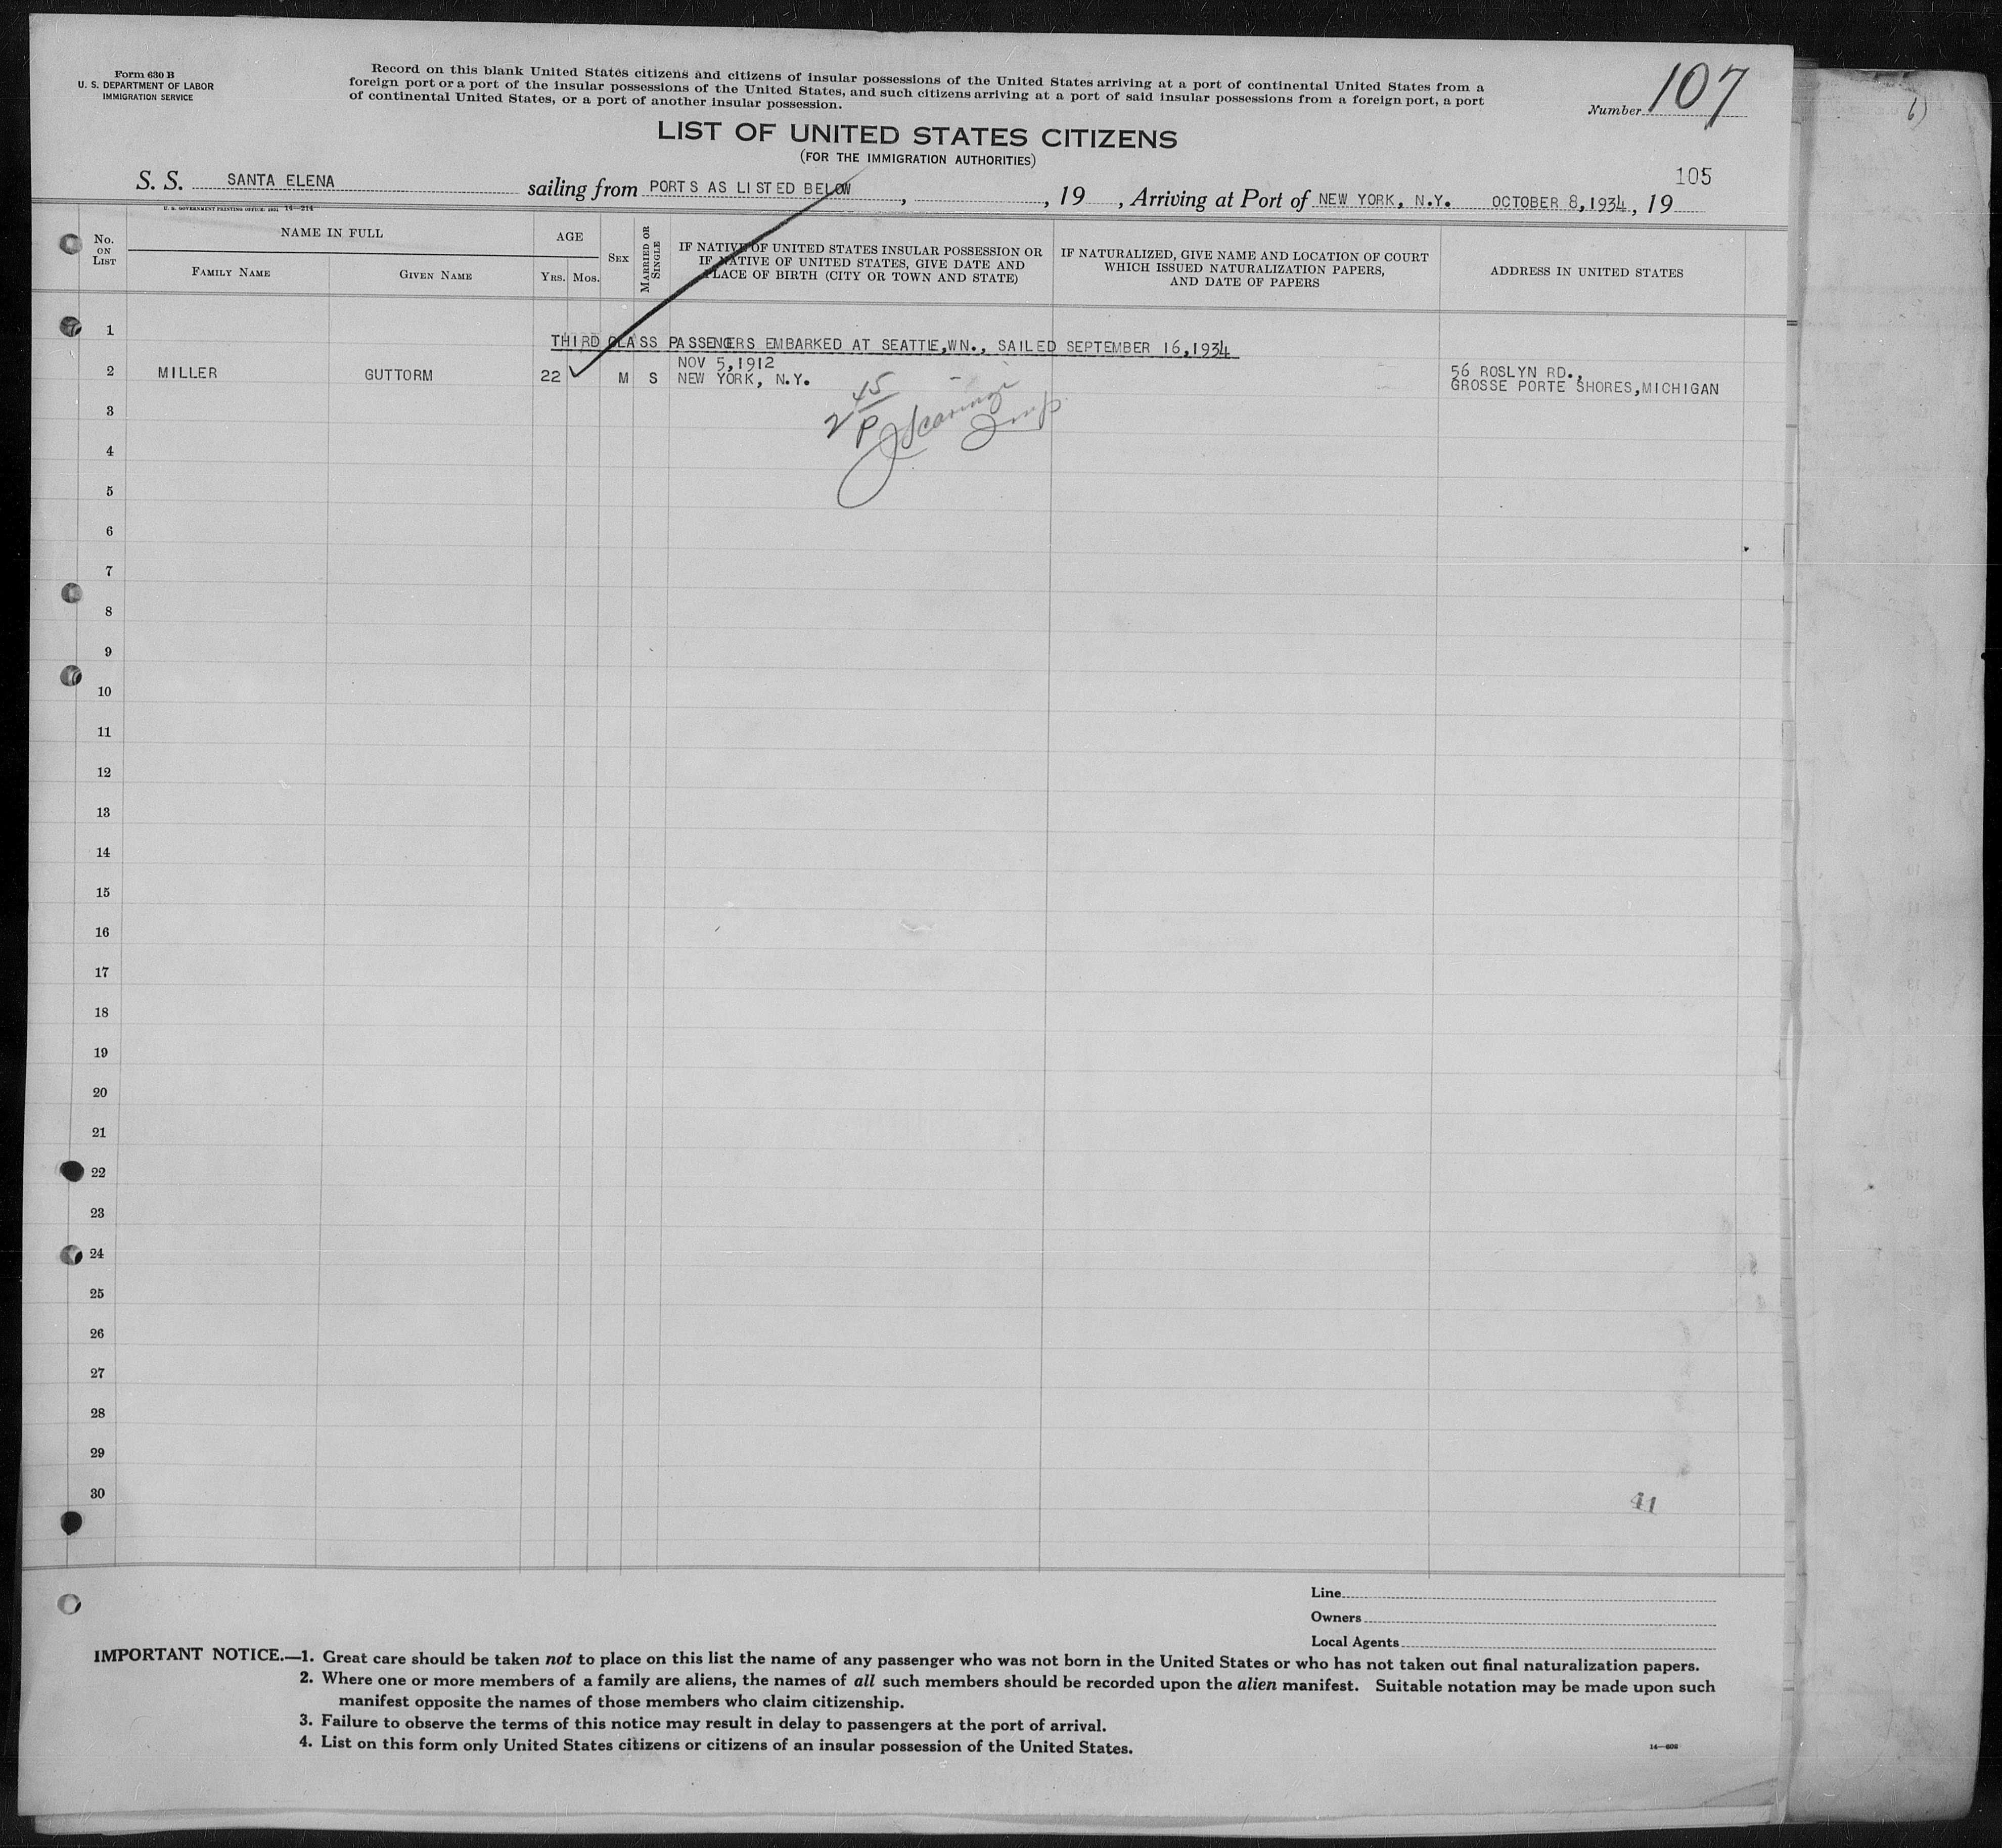 Form 630 B
U. S. DEPARTMENT OF LABOR
IMMIGRATION SERVICE
Record on this blank United States citizens and citizens of insular possessions of the United States arriving at a port of continental United States from a
foreign port or a port of the insular possessions of the United States, and such citizens arriving at a port of said insular possessions from a foreign port, a port
of continental United States, or a port of another insular possession.
Number 107
LIST OF UNITED STATES CITIZENS
(FOR THE IMMIGRATION AUTHORITIES)
105
S. S. SANTA ELENA sailing from PORTS AS LISTED BELOW, , 19 , Arriving at Port of NEW YORK, N.Y. OCTOBER 8,1934, 19
U. S. GOVERNMENT PRINTING OFFICE: 1931 14—214
No. ON LIST
NAME IN FULL
FAMILY NAME
GIVEN NAME
AGE
YRS. MOS.
SEX
MARRIED OR SINGLE
IF NATIVE OF UNITED STATES INSULAR POSSESSION OR
IF NATIVE OF UNITED STATES, GIVE DATE AND
PLACE OF BIRTH (CITY OR TOWN AND STATE)
IF NATURALIZED, GIVE NAME AND LOCATION OF COURT
WHICH ISSUED NATURALIZATION PAPERS,
AND DATE OF PAPERS
ADDRESS IN UNITED STATES
1
THIRD CLASS PASSENGERS EMBARKED AT SEATTLE,WN., SAILED SEPTEMBER 16,1934
NOV 5,1912
2 MILLER GUTTORM 22 M S NEW YORK, N.Y.
56 ROSLYN RD.,
GROSSE PORTE SHORES,MICHIGAN
2 45
P
3
4
5
6
7
8
9
10
11
12
13
14
15
16
17
18
19
20
21
22
23
24
25
26
27
28
29
30
41
Line
Owners
Local Agents
IMPORTANT NOTICE.—1. Great care should be taken not to place on this list the name of any passenger who was not born in the United States or who has not taken out final naturalization papers.
2. Where one or more members of a family are aliens, the names of all such members should be recorded upon the alien manifest. Suitable notation may be made upon such
manifest opposite the names of those members who claim citizenship.
3. Failure to observe the terms of this notice may result in delay to passengers at the port of arrival.
4. List on this form only United States citizens or citizens of an insular possession of the United States.